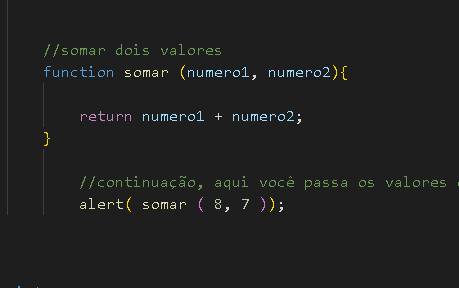 //somar dois valores
function somar (numero1, numero2){
return numero1 + numero2;
}
//continuação, aqui você passa os valores
alert( somar ( 8, 7 ));